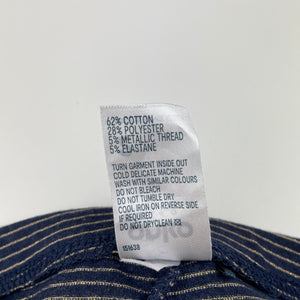 62% COTTON
28% POLYESTER
5% METALLIC THREAD
5% ELASTANE
TURN GARMENT INSIDE OUT
COLD DELICATE MACHINE
WASH WITH SIMILAR COLOURS
DO NOT BLEACH
DO NOT TUMBLE DRY
COOL IRON ON REVERSE SIDE
IF REQUIRED
DO NOT DRYCLEAN
151638